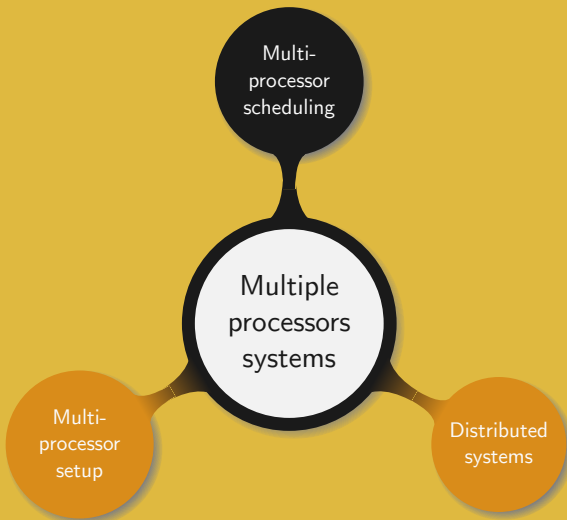 Multi-
processor
scheduling
Multiple
processors
systems
Multi-
processor
setup
Distributed
systems